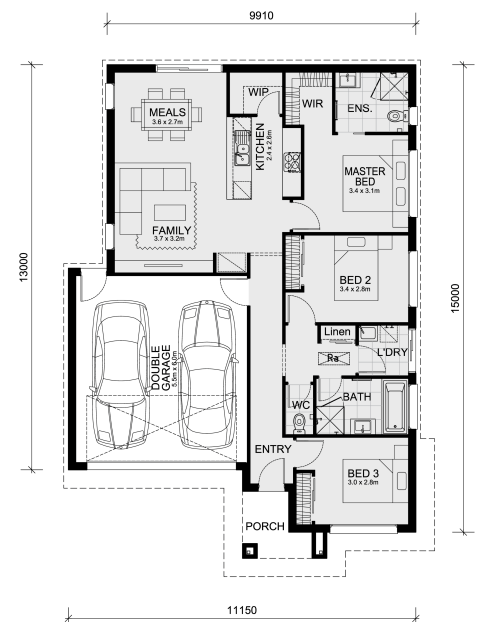 9910
WIP
WIR
ENS.
MEALS
3.6 x 2.7m
KITCHEN
2.4 x 2.6m
MASTER
BED
3.4 x 3.1m
FAMILY
3.7 x 3.2m
13000
15000
BED 2
3.4 x 2.8m
Linen
Ra
L'DRY
DOUBLE
GARAGE
5.5m x 6.0m
WC
BATH
ENTRY
BED 3
3.0 x 2.8m
PORCH
11150